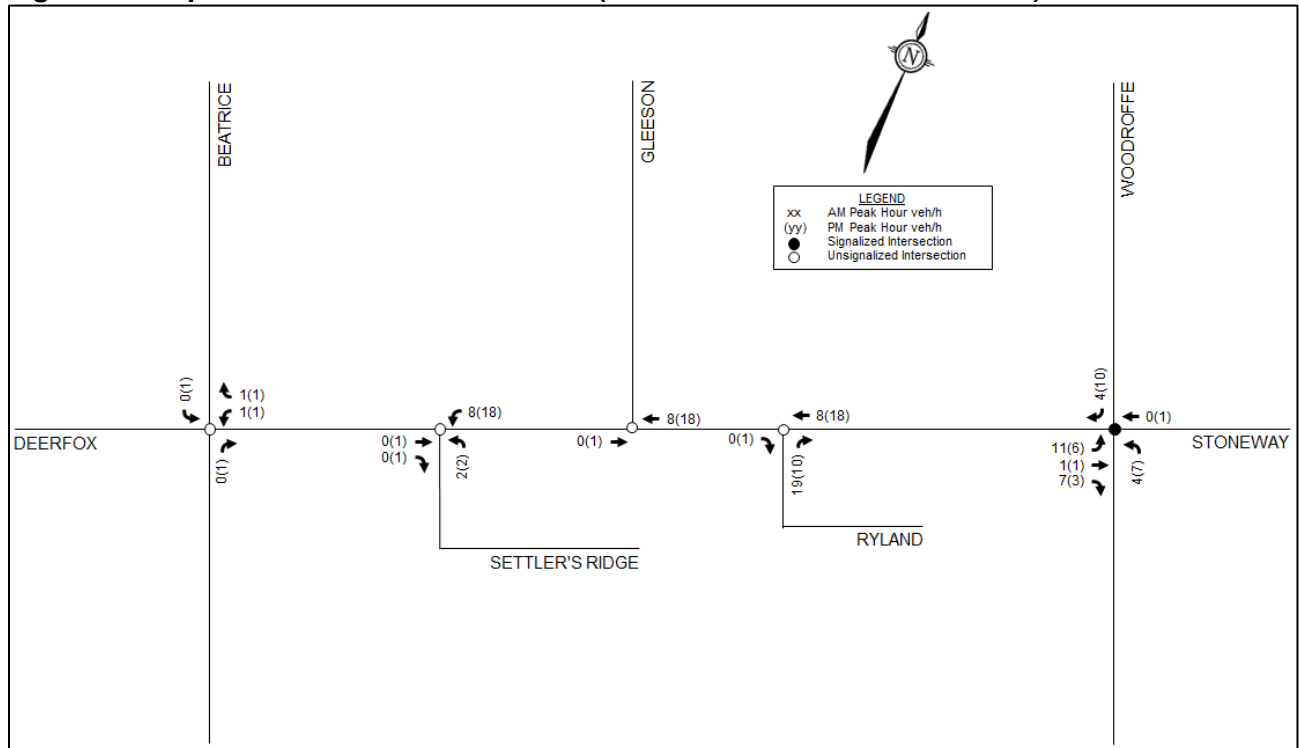 BEATRICE
GLEESON
WOODROFFE
N
LEGEND
xx AM Peak Hour veh/h
(yy) PM Peak Hour veh/h
Signalized Intersection
Unsignalized Intersection
0(1)
1(1)
1(1)
0(1)
DEERFOX
8(18)
0(1)
0(1)
2(2)
SETTLER'S RIDGE
8(18)
0(1)
8(18)
0(1)
19(10)
RYLAND
4(10)
0(1)
11(6)
1(1)
7(3)
4(7)
STONEWAY